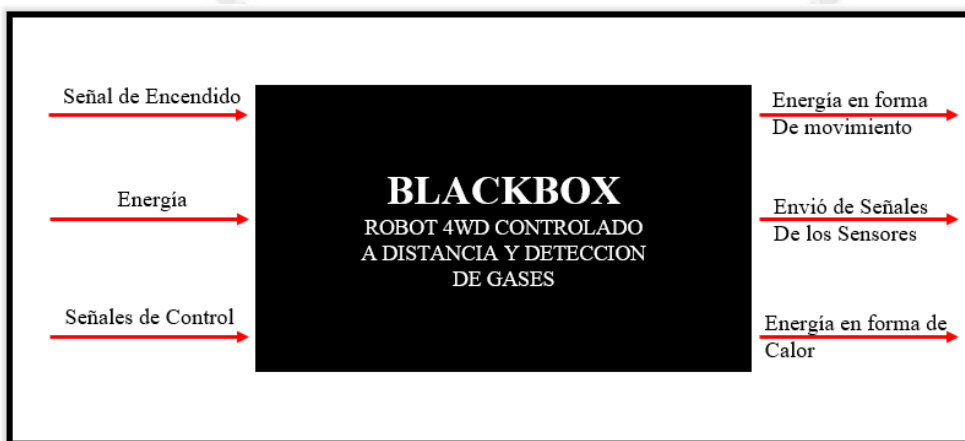 Señal de Encendido
Energía
Señales de Control
BLACKBOX
ROBOT 4WD CONTROLADO
A DISTANCIA Y DETECCION
DE GASES
Energía en forma
De movimiento
Envió de Señales
De los Sensores
Energía en forma de
Calor